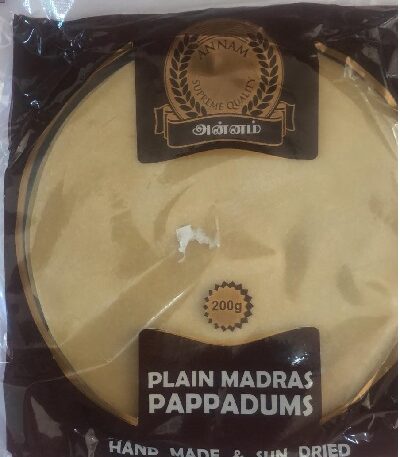 ANNAM
SUPREME QUALITY
அன்னம்
200g
PLAIN MADRAS
PAPPADUMS
HAND MADE & SUN DRIED